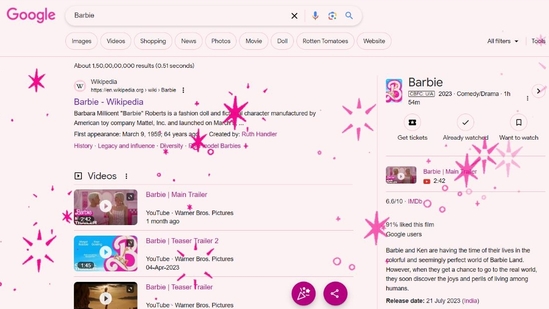 Google
Barbie
Images
Videos
Shopping
News
Photos
Movie
Doll
Rotten Tomatoes
Website
All filters
Tools
About 1,50,00,00,000 results (0.51 seconds)
W
Wikipedia
https://en.wikipedia.org › wiki › Barbie
Barbie - Wikipedia
Barbara Millicent "Barbie" Roberts is a fashion doll and fictional character manufactured by
American toy company Mattel, Inc. and launched on March
First appearance: March 9, 1959; 64 years ago Created by: Ruth Handler
History · Legacy and influence · Diversity · model Barbies
Videos
2:42
Barbie | Main Trailer
YouTube · Warner Bros. Pictures
1 month ago
1:45
Barbie | Teaser Trailer 2
YouTube · Warner Bros. Pictures
04-Apr-2023
Barbie | Teaser Trailer
YouTube · Warner Bros. Pictures
Barbie
CBFC: U/A 2023 · Comedy/Drama · 1h
54m
Get tickets
Already watched
Want to watch
Barbie | Main Trailer
2:42
6.6/10 · IMDb
91% liked this film
Google users
Barbie and Ken are having the time of their lives in the
colorful and seemingly perfect world of Barbie Land.
However, when they get a chance to go to the real world,
they soon discover the joys and perils of living among
humans.
Release date: 21 July 2023 (India)